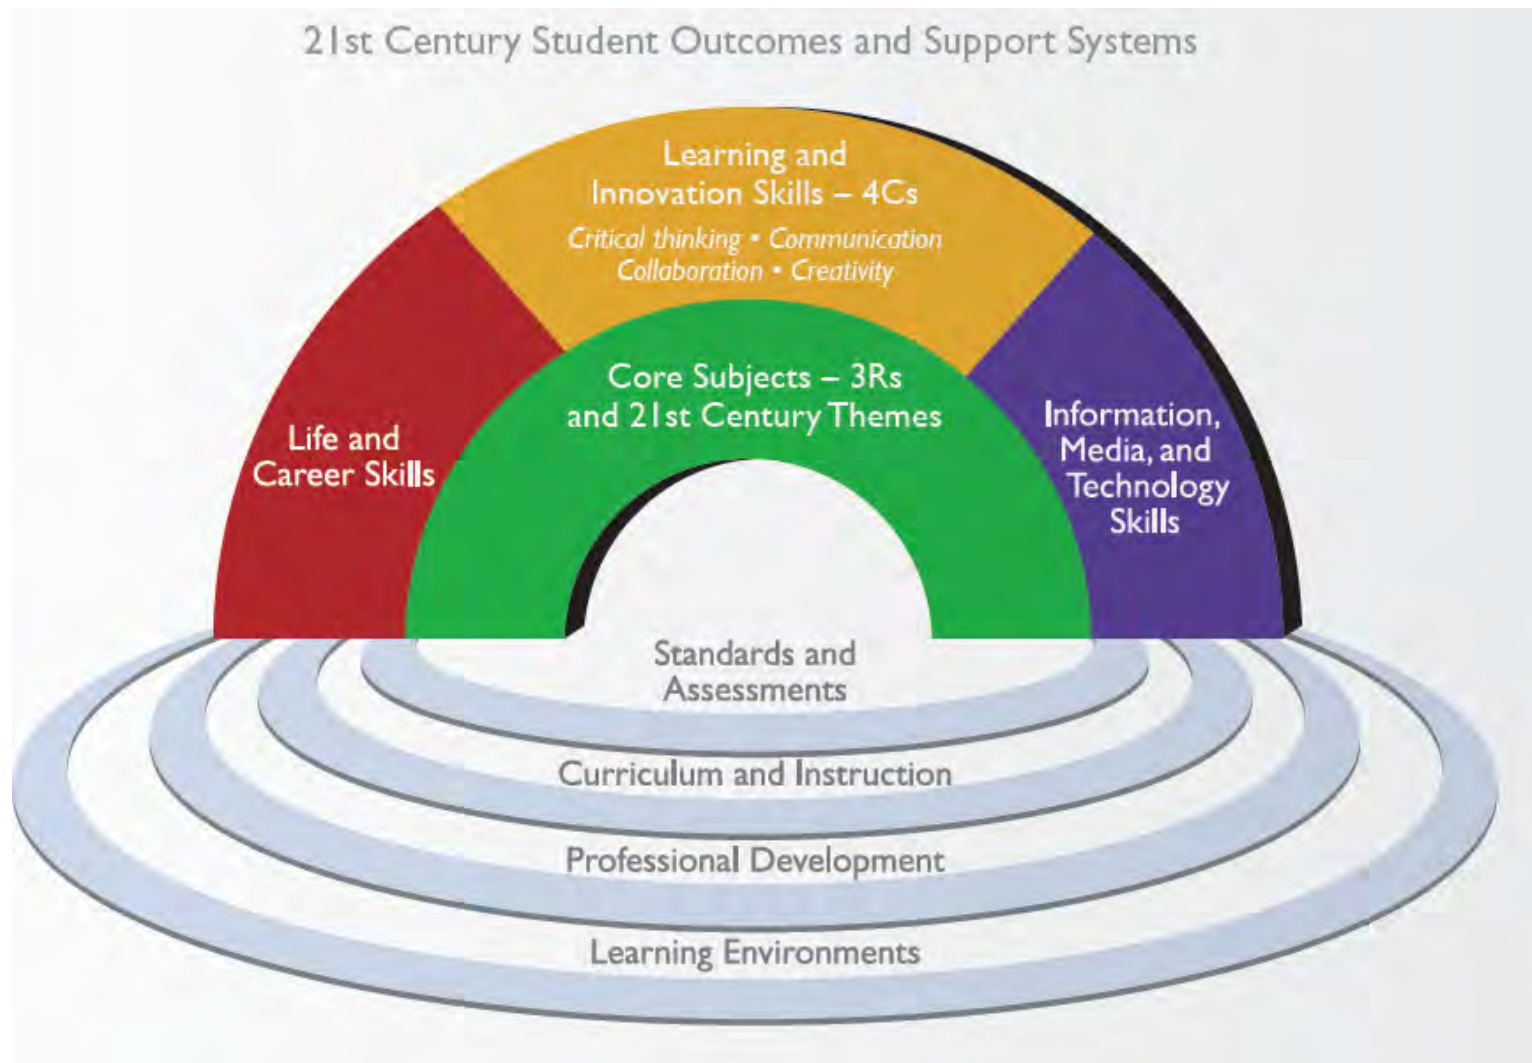 21st Century Student Outcomes and Support Systems
Learning and
Innovation Skills – 4Cs
Critical thinking • Communication
Collaboration • Creativity
Core Subjects – 3Rs
and 21st Century Themes
Life and
Career Skills
Information,
Media, and
Technology
Skills
Standards and
Assessments
Curriculum and Instruction
Professional Development
Learning Environments